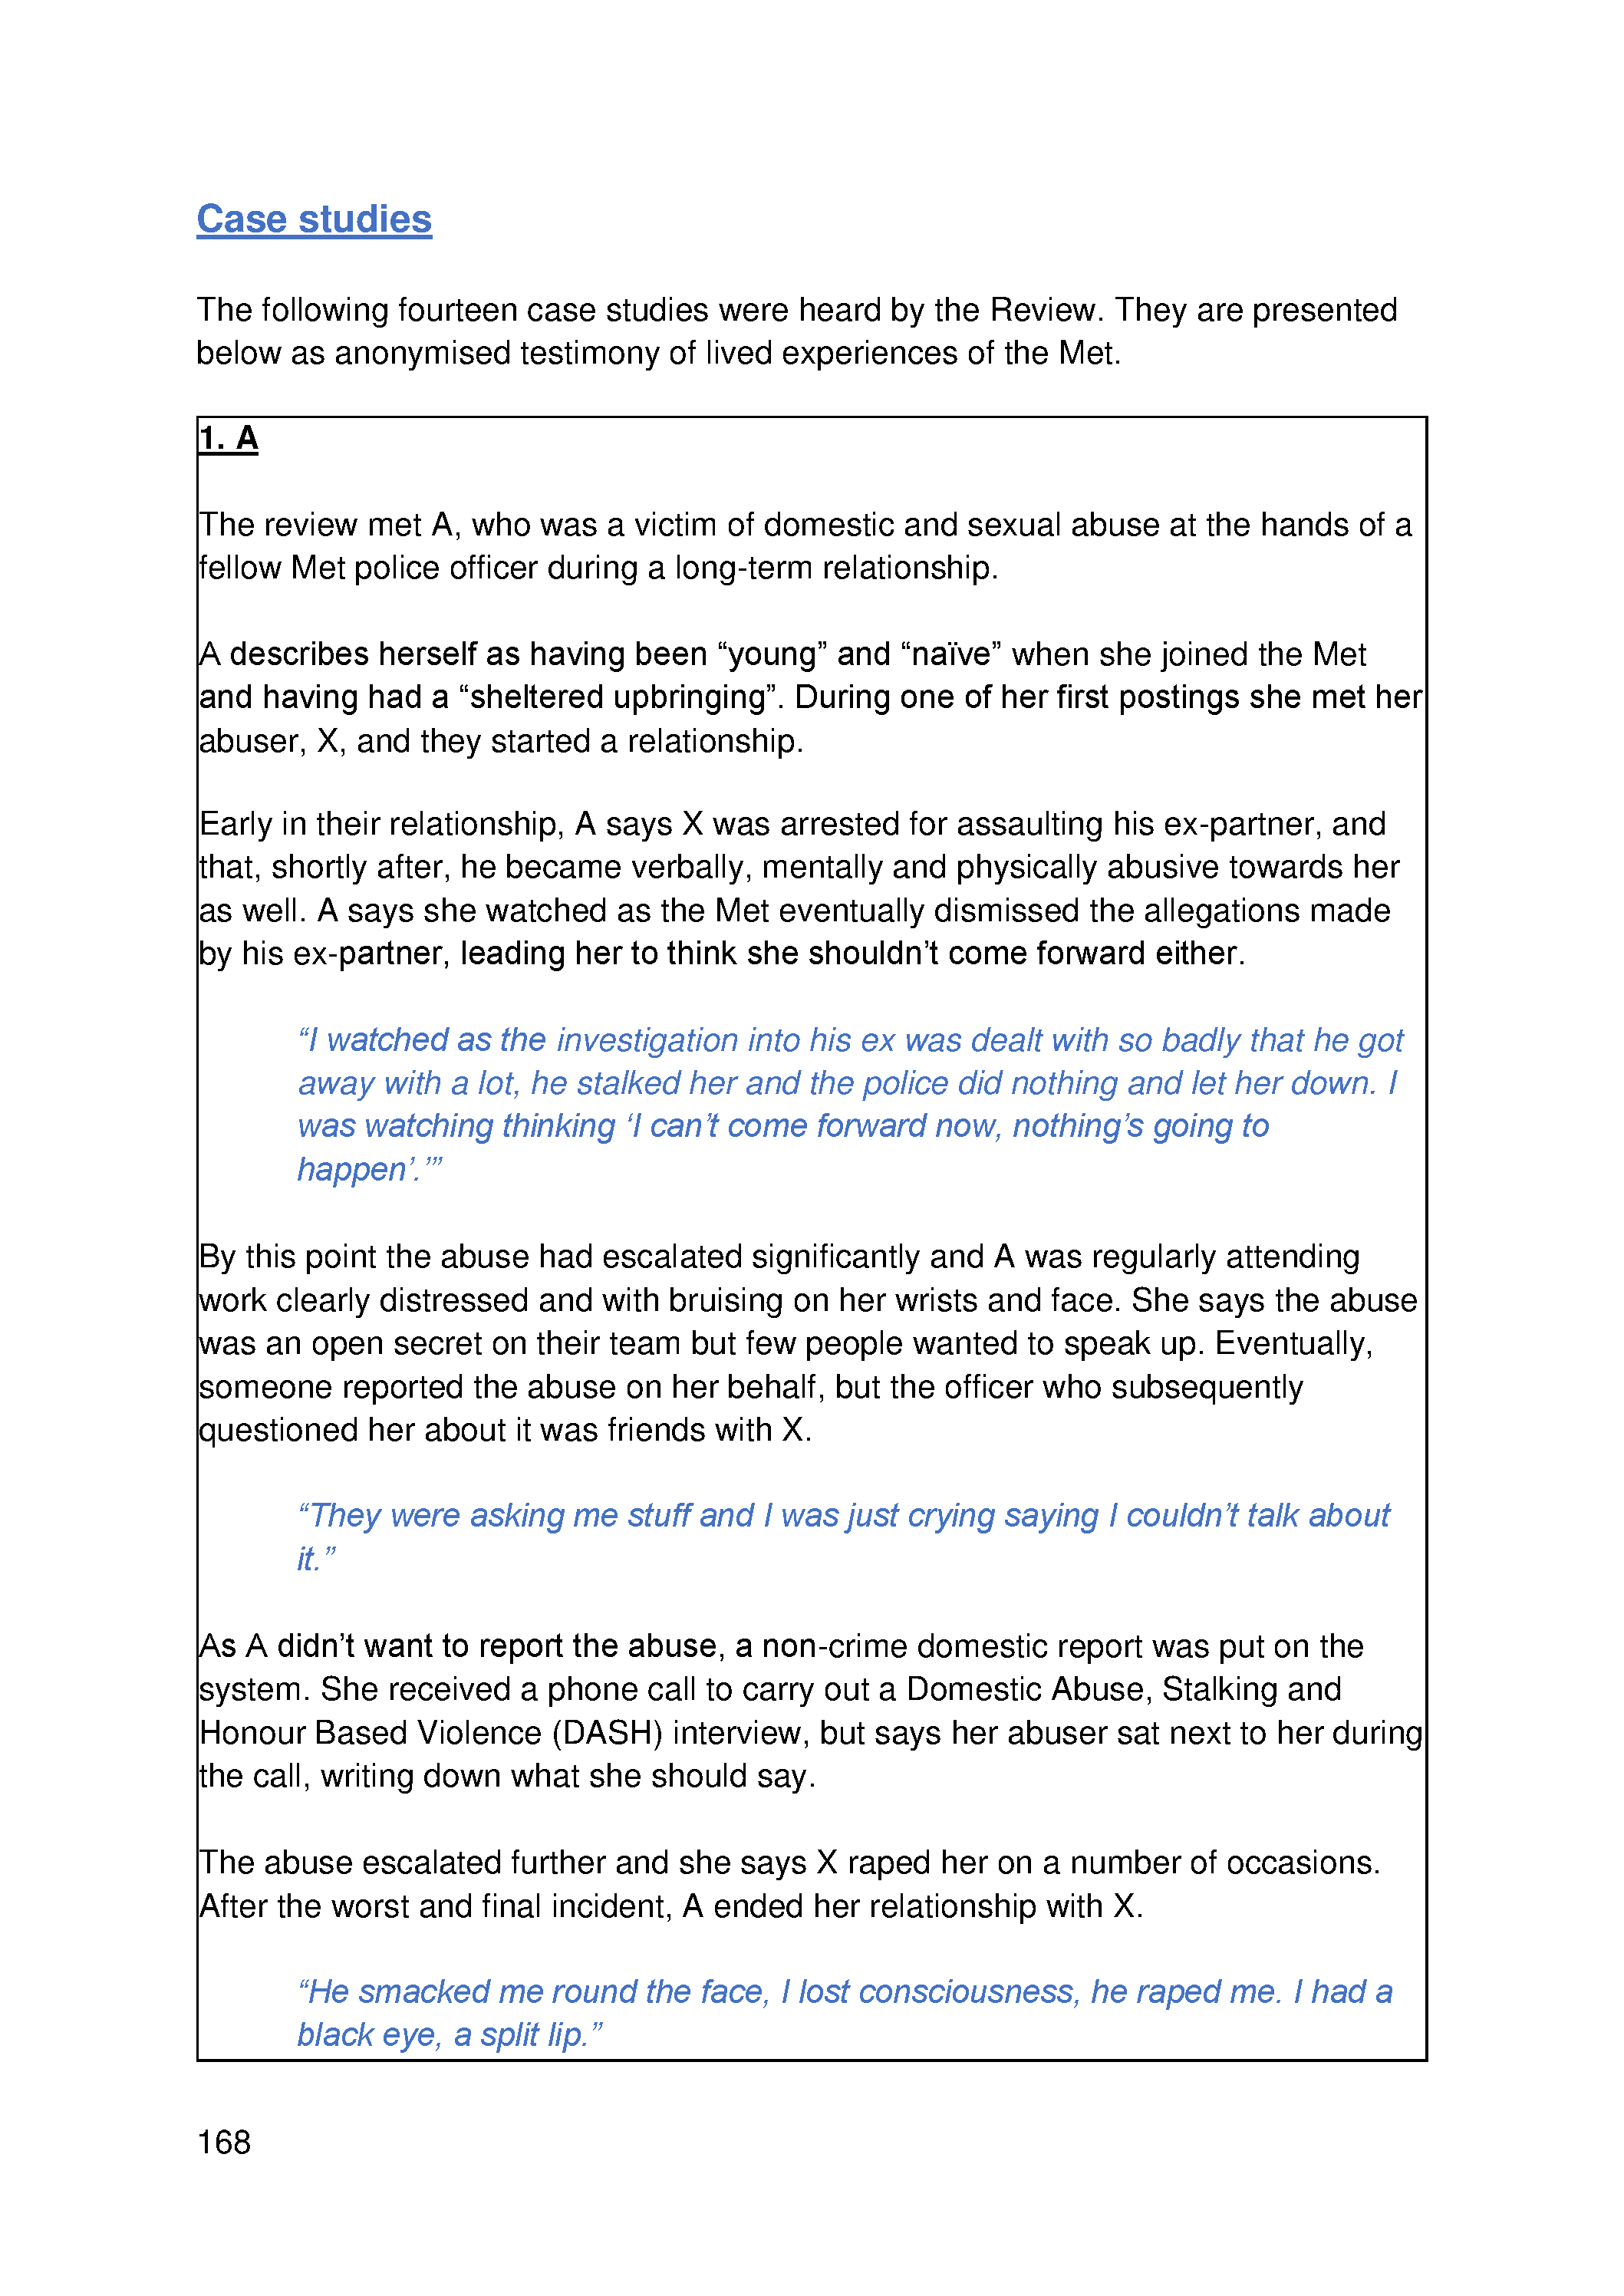 Case studies
The following fourteen case studies were heard by the Review. They are presented
below as anonymised testimony of lived experiences of the Met.
1. A
The review met A, who was a victim of domestic and sexual abuse at the hands of a
fellow Met police officer during a long-term relationship.
A describes herself as having been “young” and “naïve” when she joined the Met
and having had a “sheltered upbringing”. During one of her first postings she met her
abuser, X, and they started a relationship.
Early in their relationship, A says X was arrested for assaulting his ex-partner, and
that, shortly after, he became verbally, mentally and physically abusive towards her
as well. A says she watched as the Met eventually dismissed the allegations made
by his ex-partner, leading her to think she shouldn’t come forward either.
“I watched as the investigation into his ex was dealt with so badly that he got
away with a lot, he stalked her and the police did nothing and let her down. I
was watching thinking ‘I can’t come forward now, nothing’s going to
happen’.’”
By this point the abuse had escalated significantly and A was regularly attending
work clearly distressed and with bruising on her wrists and face. She says the abuse
was an open secret on their team but few people wanted to speak up. Eventually,
someone reported the abuse on her behalf, but the officer who subsequently
questioned her about it was friends with X.
“They were asking me stuff and I was just crying saying I couldn’t talk about
it.”
As A didn’t want to report the abuse, a non-crime domestic report was put on the
system. She received a phone call to carry out a Domestic Abuse, Stalking and
Honour Based Violence (DASH) interview, but says her abuser sat next to her during
the call, writing down what she should say.
The abuse escalated further and she says X raped her on a number of occasions.
After the worst and final incident, A ended her relationship with X.
“He smacked me round the face, I lost consciousness, he raped me. I had a
black eye, a split lip.”
168